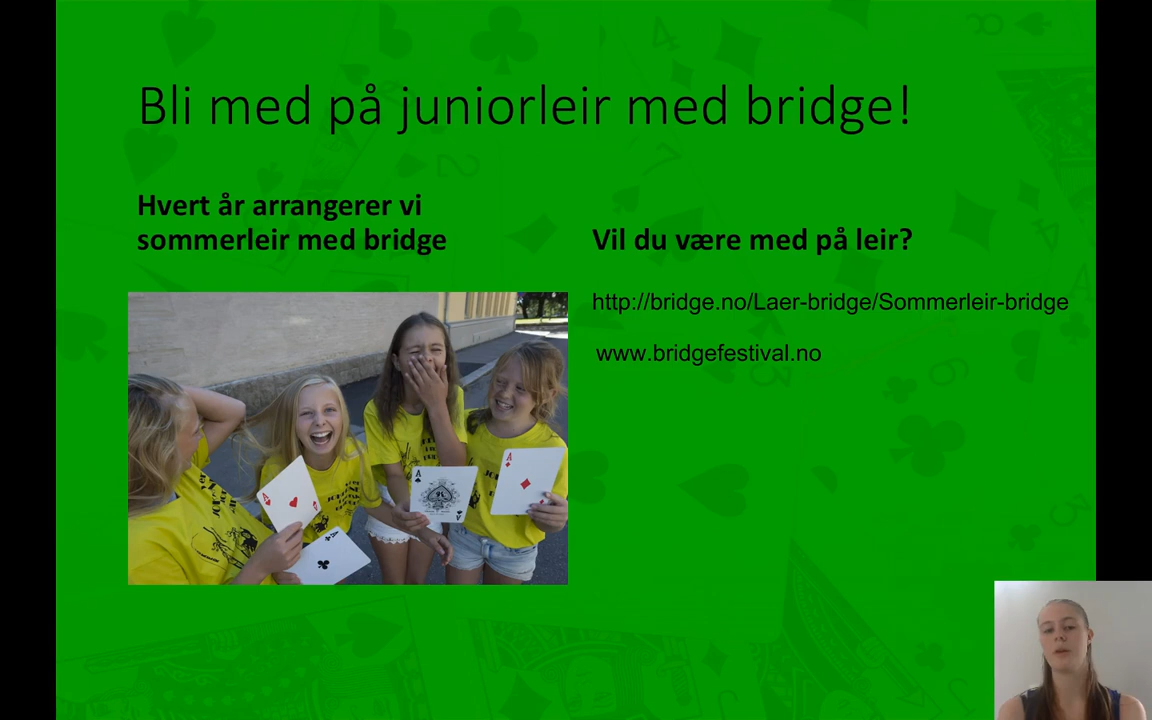 Bli med på juniorleir med bridge!
Hvert år arrangerer vi
sommerleir med bridge
Vil du være med på leir?
http://bridge.no/Laer-bridge/Sommerleir-bridge
www.bridgefestival.no
A
A
A
A
A